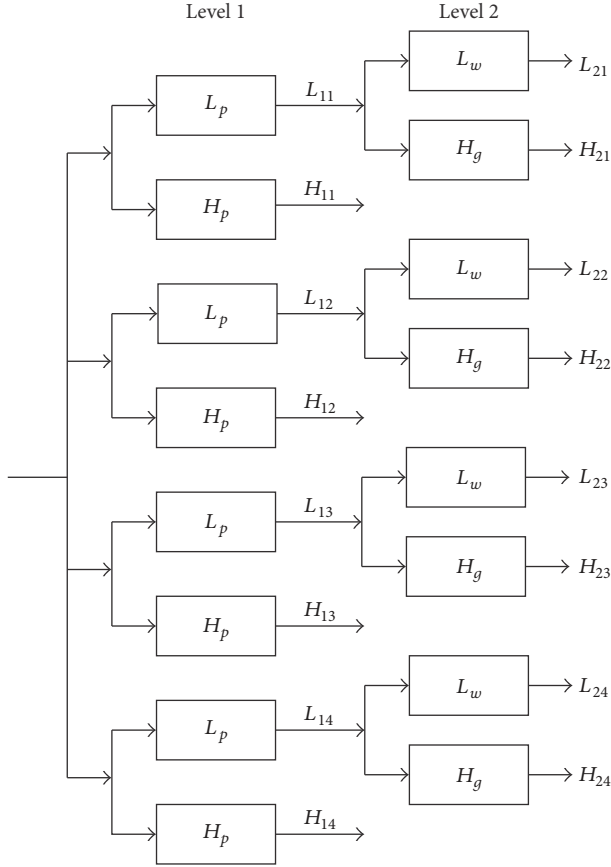 Level 1
Level 2
L_p
L_11
L_w
L_21
H_g
H_21
H_p
H_11
L_p
L_12
L_w
L_22
H_g
H_22
H_p
H_12
L_p
L_13
L_w
L_23
H_g
H_23
H_p
H_13
L_p
L_14
L_w
L_24
H_g
H_24
H_p
H_14